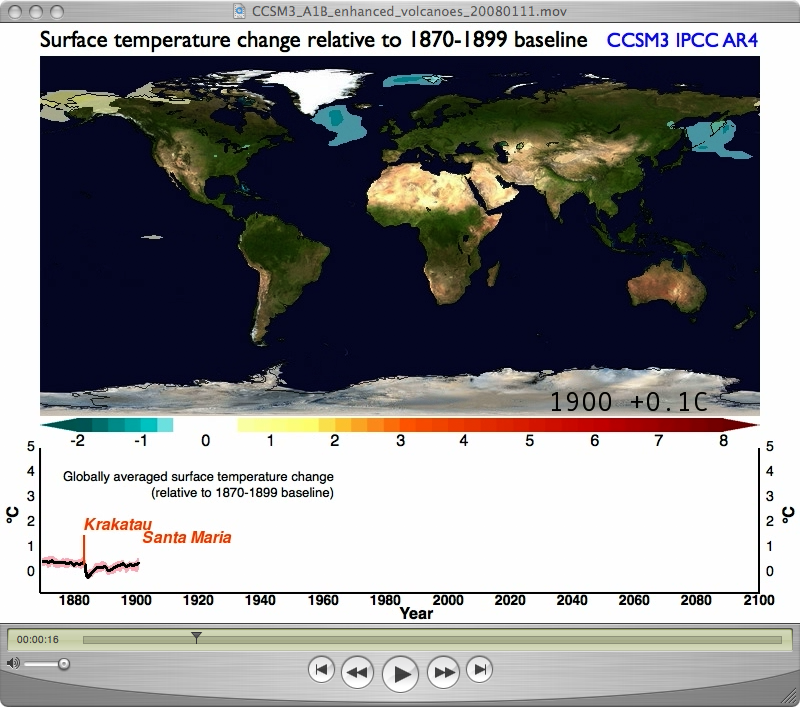 CCSM3_A1B_enhanced_volcanoes_20080111.mov
Surface temperature change relative to 1870-1899 baseline CCSM3 IPCC AR4
1900 +0.1C
-2 -1 0 1 2 3 4 5 6 7 8
5 5
4 4
Globally averaged surface temperature change
(relative to 1870-1899 baseline)
3 3
°C °C
2 2
Krakatau
Santa Maria
1 1
0 0
1880 1900 1920 1940 1960 1980 2000 2020 2040 2060 2080 2100
Year
00:00:16